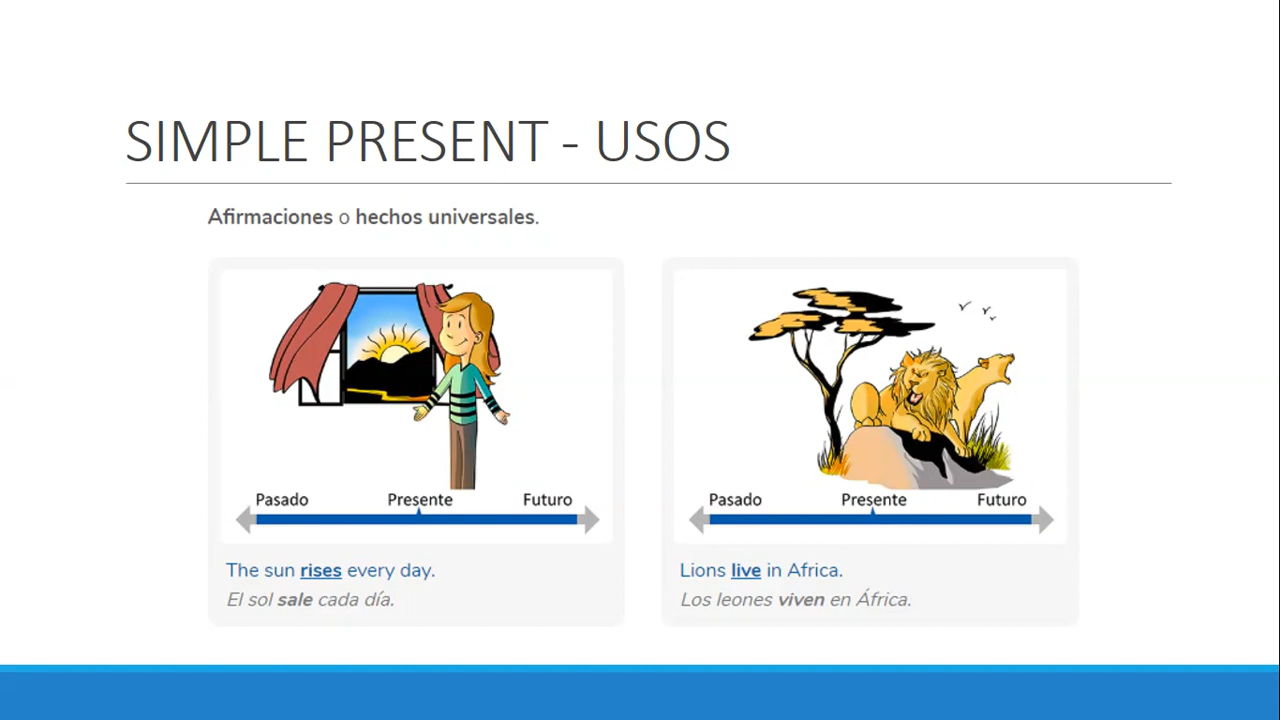 SIMPLE PRESENT - USOS
Afirmaciones o hechos universales.
Pasado Presente Futuro
The sun rises every day.
El sol sale cada día.
Pasado Presente Futuro
Lions live in Africa.
Los leones viven en África.